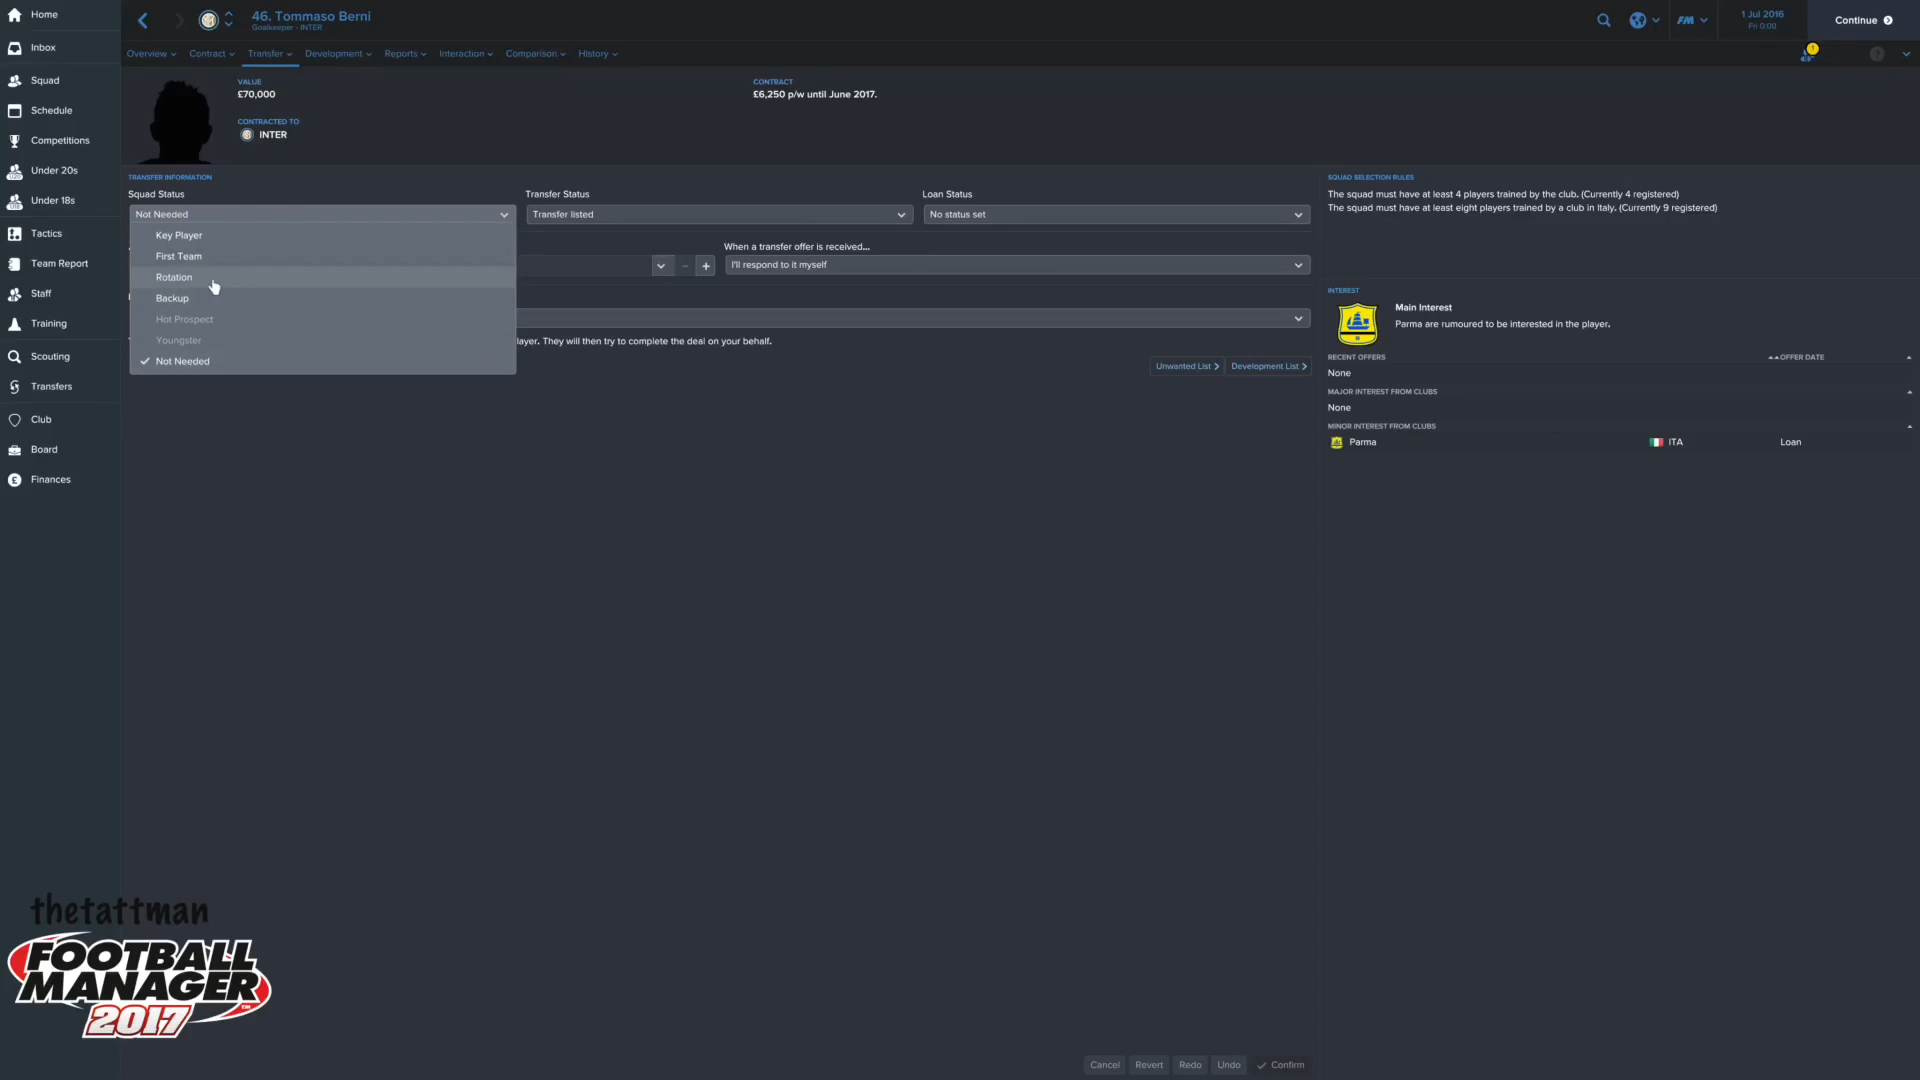 Home
Inbox
Squad
Schedule
Competitions
Under 20s
Under 18s
Tactics
Team Report
Staff
Training
Scouting
Transfers
Club
Board
Finances
46. Tommaso Berni
Goalkeeper - INTER
FM
1 Jul 2016
Fri 0:00
Continue
Overview Contract Transfer Development Reports Interaction Comparison History
1
?
VALUE
£70,000
CONTRACTED TO
INTER
CONTRACT
£6,250 p/w until June 2017.
TRANSFER INFORMATION
Squad Status
Not Needed
Key Player
First Team
Rotation
Backup
Hot Prospect
Youngster
Not Needed
Transfer Status
Transfer listed
Loan Status
No status set
When a transfer offer is received...
I'll respond to it myself
layer. They will then try to complete the deal on your behalf.
Unwanted List Development List
SQUAD SELECTION RULES
The squad must have at least 4 players trained by the club. (Currently 4 registered)
The squad must have at least eight players trained by a club in Italy. (Currently 9 registered)
INTEREST
Main Interest
Parma are rumoured to be interested in the player.
RECENT OFFERS OFFER DATE
None
MAJOR INTEREST FROM CLUBS
None
MINOR INTEREST FROM CLUBS
Parma ITA Loan
thetattman
FOOTBALL
MANAGER
2017
Cancel Revert Redo Undo Confirm